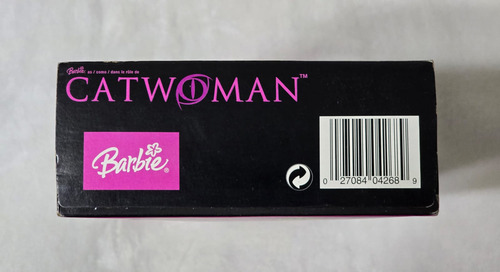 Barbie as / como / dans le rôle de
CATWOMAN™
Barbie®
0 27084 04268 9